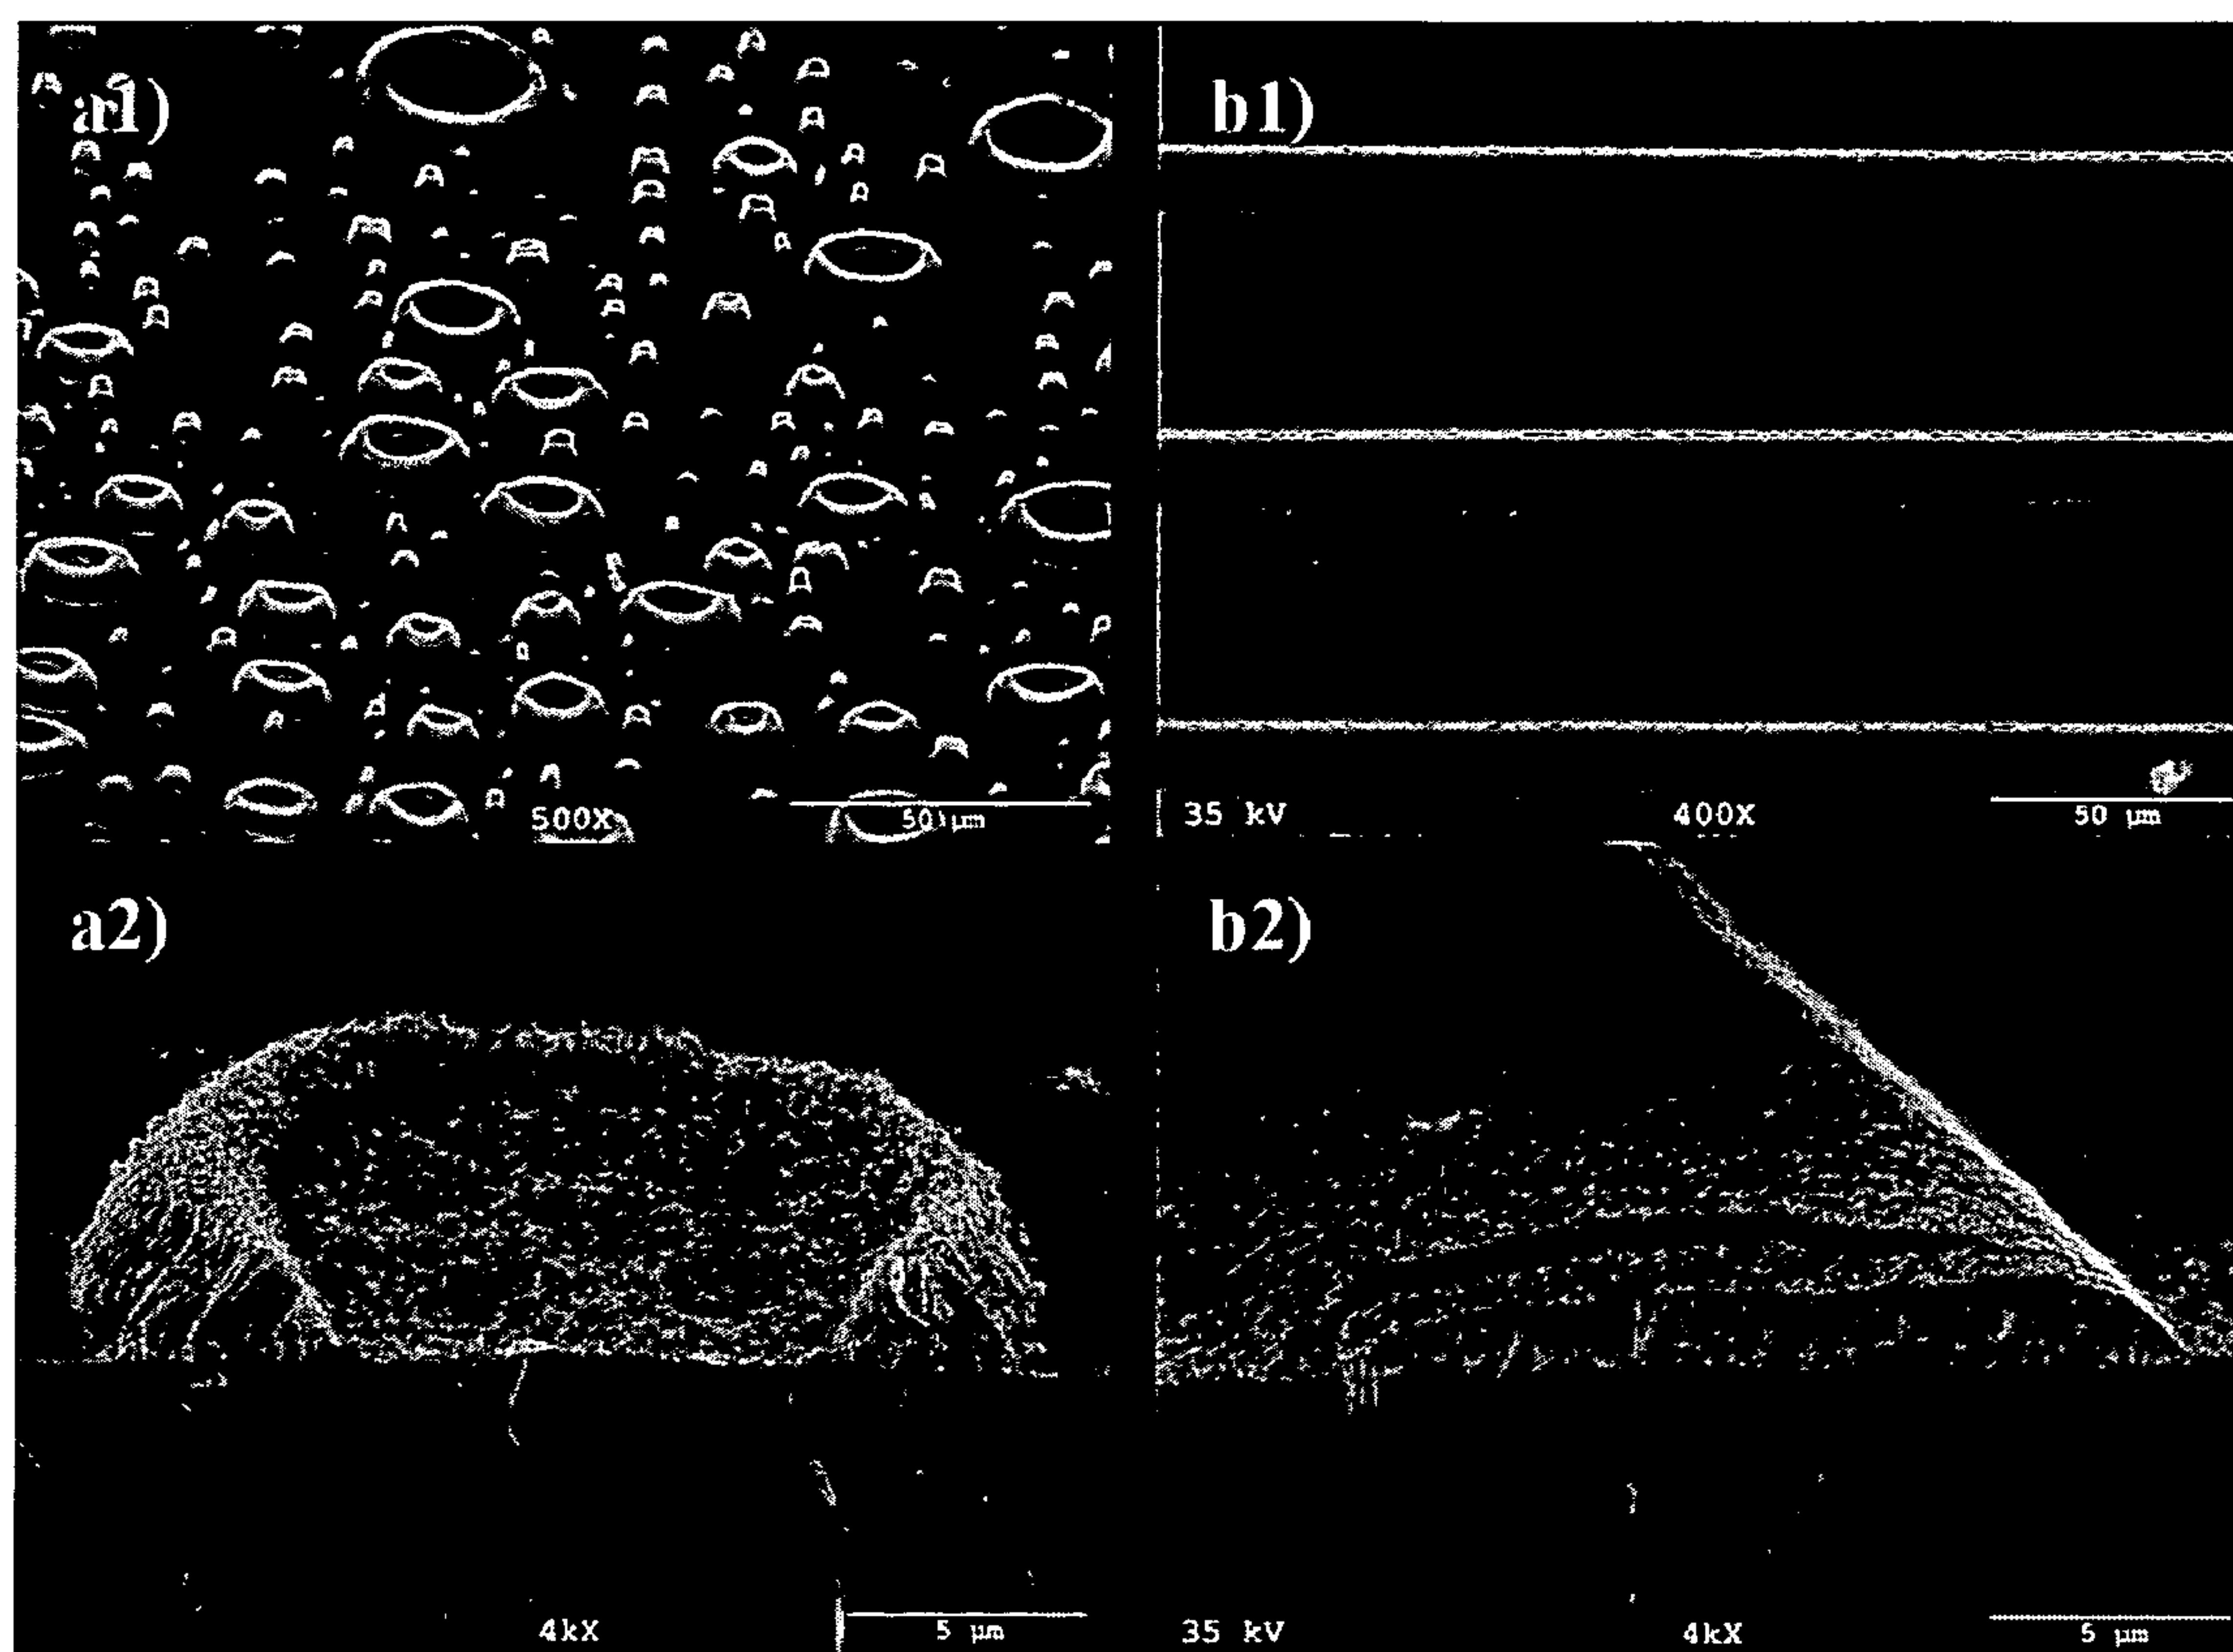 a1)
500X 50 µm
b1)
35 kV 400X 50 µm
a2)
4kX 5 µm
b2)
35 kV 4kX 5 µm